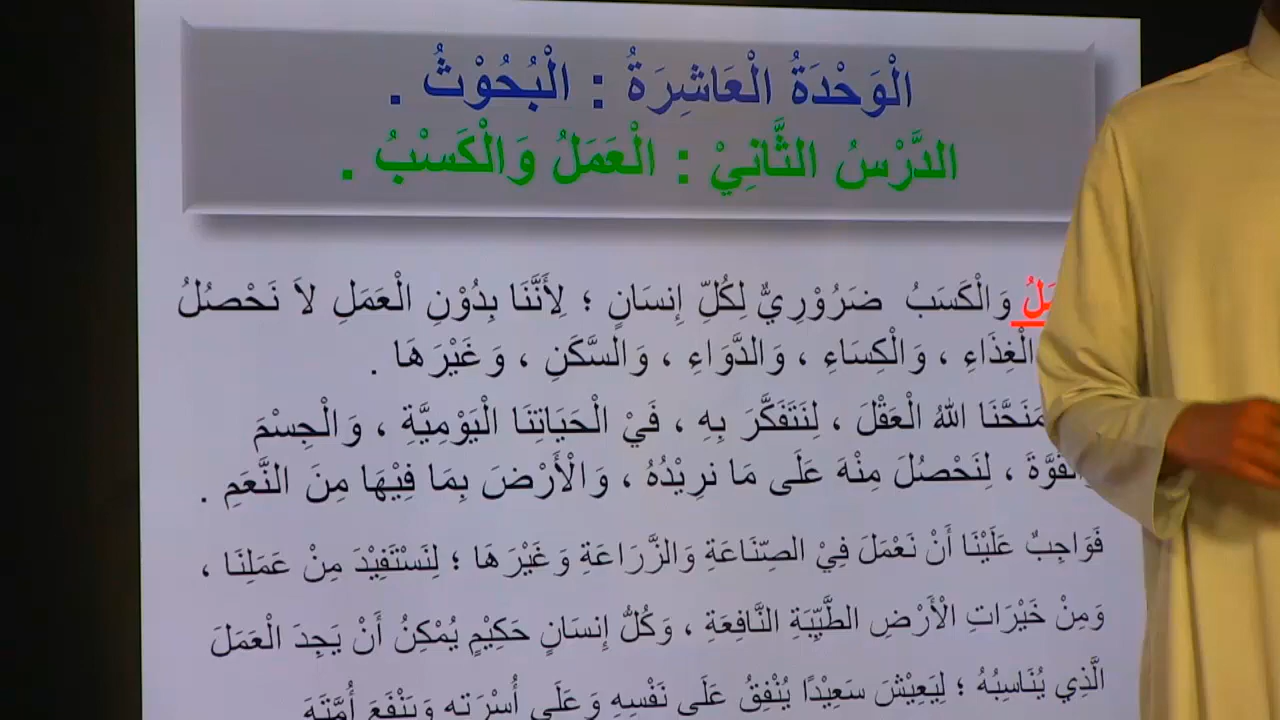 الْوَحْدَةُ الْعَاشِرَةُ : الْبُحُوْثُ .
الدَّرْسُ الثَّانِيْ : الْعَمَلُ وَالْكَسْبُ .
وَالْكَسَبُ ضَرُوْرِيٌّ لِكُلِّ إِنسَانٍ ؛ لِأَنَّنَا بِدُوْنِ الْعَمَلِ لاَ نَحْصُلُ
الْغِذَاءِ ، وَالْكِسَاءِ ، وَالدَّوَاءِ ، وَالسَّكَنِ ، وَغَيْرَهَا .
مَنَحَّنَا اللهُ الْعَقْلَ ، لِنَتَفَكَّرَ بِهِ ، فَيْ الْحَيَاتِنَا الْيَوْمِيَّةِ ، وَالْجِسْمَ
وَالْقُوَّةَ ، لِنَحْصُلَ مِنْهَ عَلَى مَا نرِيْدُهُ ، وَالْأَرْضَ بِمَا فِيْهَا مِنَ النَّعَمِ .
فَوَاجِبٌ عَلَيْنَا أَنْ نَعْمَلَ فِيْ الصِّنَاعَةِ وَالزَّرَاعَةِ وَغَيْرَهَا ؛ لِنَسْتَفِيْدَ مِنْ عَمَلِنَا ،
وَمِنْ خَيْرَاتِ الْأَرْضِ الطَّيِّبَةِ النَّافِعَةِ ، وَكُلُّ إِنسَانٍ حَكِيْمٍ يُمْكِنُ أَنْ يَجِدَ الْعَمَلَ
الَّذِي يُنَاسِبُهُ ؛ لِيَعِيْشَ سَعِيْدًا يُنْفِقُ عَلَى نَفْسِهِ وَعَلَى أُسْرَتِهِ وَيَنْفَعَ أُمَّتَهَ